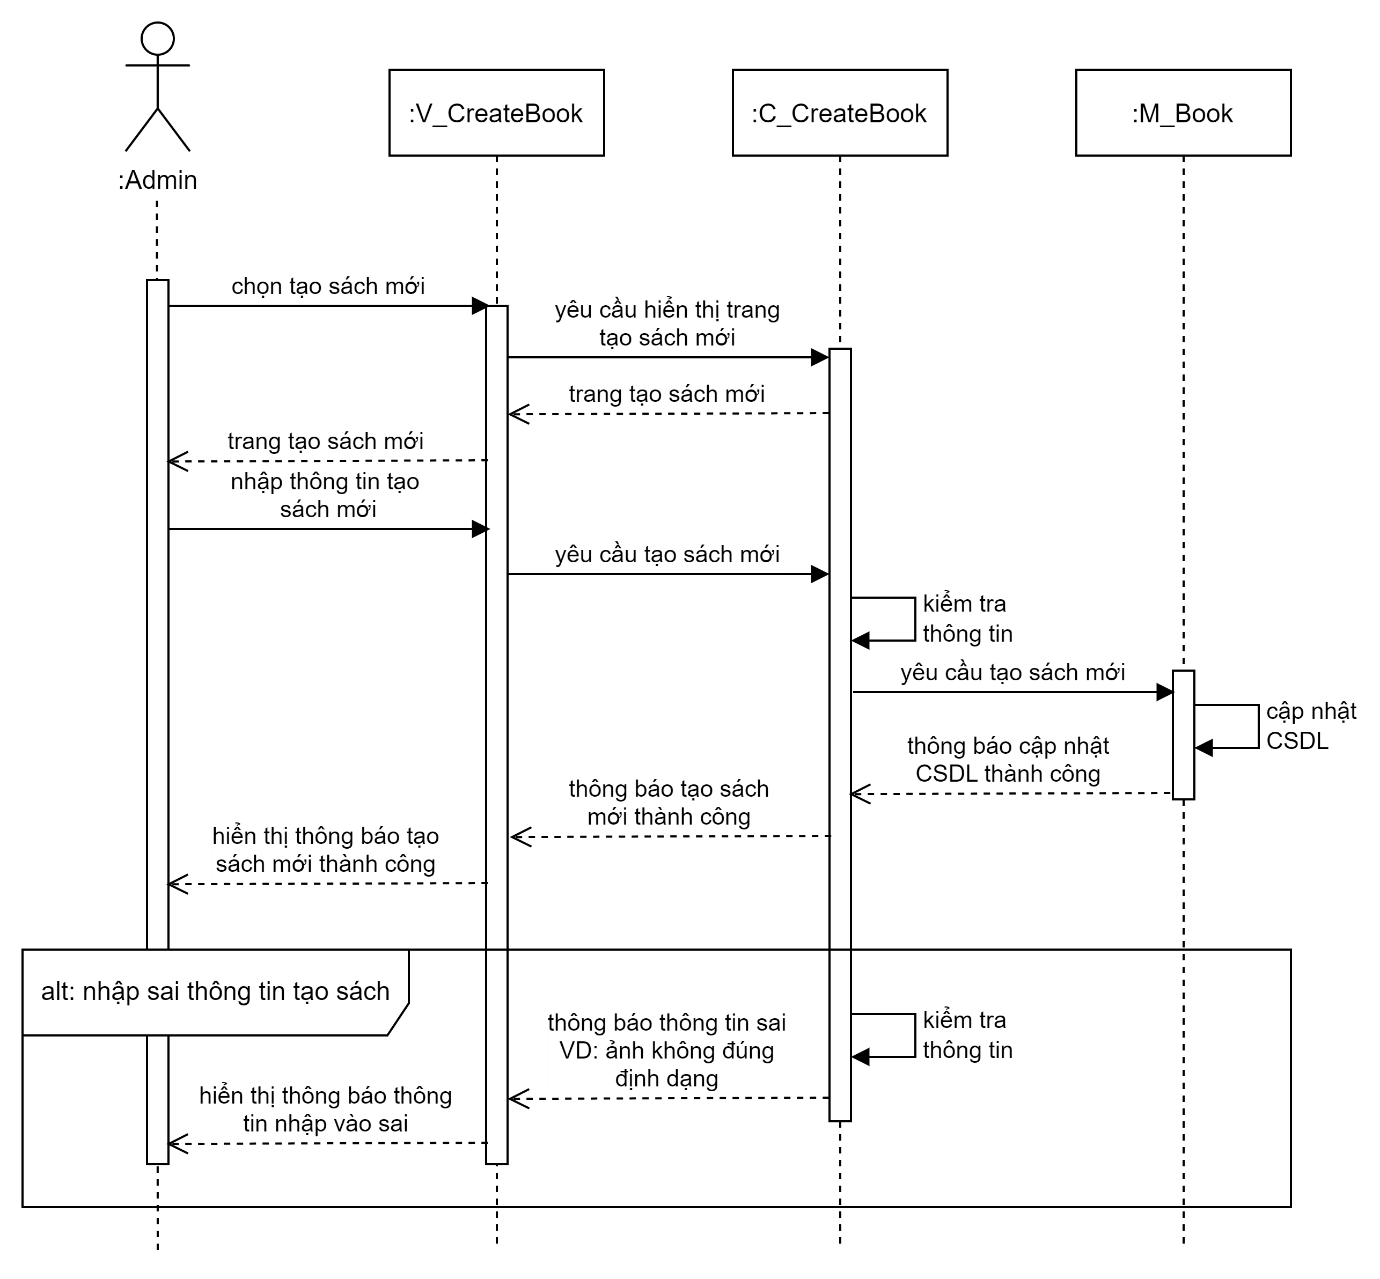 :Admin
:V_CreateBook
:C_CreateBook
:M_Book
chọn tạo sách mới
yêu cầu hiển thị trang
tạo sách mới
trang tạo sách mới
trang tạo sách mới
nhập thông tin tạo
sách mới
yêu cầu tạo sách mới
kiểm tra
thông tin
yêu cầu tạo sách mới
cập nhật
CSDL
thông báo cập nhật
CSDL thành công
thông báo tạo sách
mới thành công
hiển thị thông báo tạo
sách mới thành công
alt: nhập sai thông tin tạo sách
kiểm tra
thông tin
thông báo thông tin sai
VD: ảnh không đúng
định dạng
hiển thị thông báo thông
tin nhập vào sai